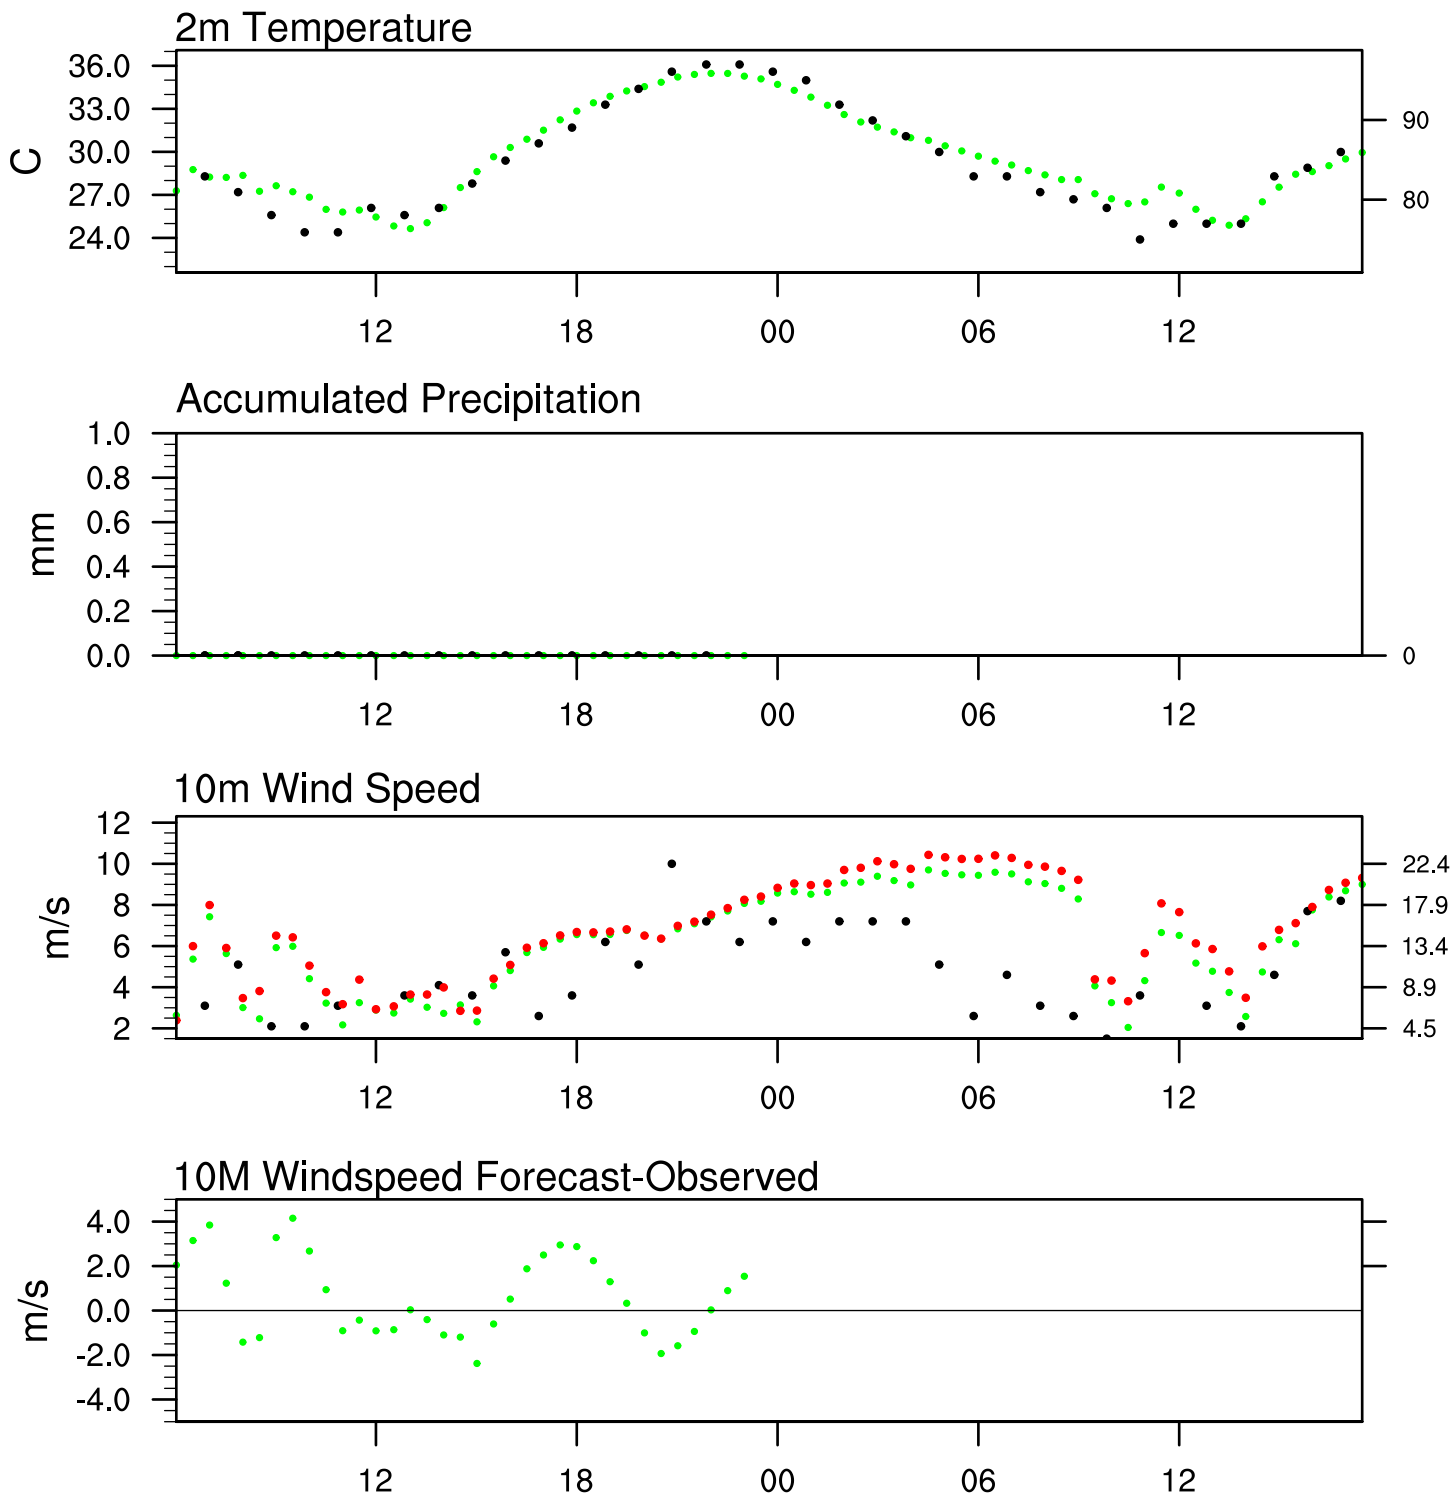 2m Temperature
36.0
33.0
30.0
27.0
24.0
C
90
80
12 18 00 06 12
Accumulated Precipitation
1.0
0.8
0.6
0.4
0.2
0.0
mm
0
12 18 00 06 12
10m Wind Speed
12
10
8
6
4
2
m/s
22.4
17.9
13.4
8.9
4.5
12 18 00 06 12
10M Windspeed Forecast-Observed
4.0
2.0
0.0
-2.0
-4.0
m/s
12 18 00 06 12